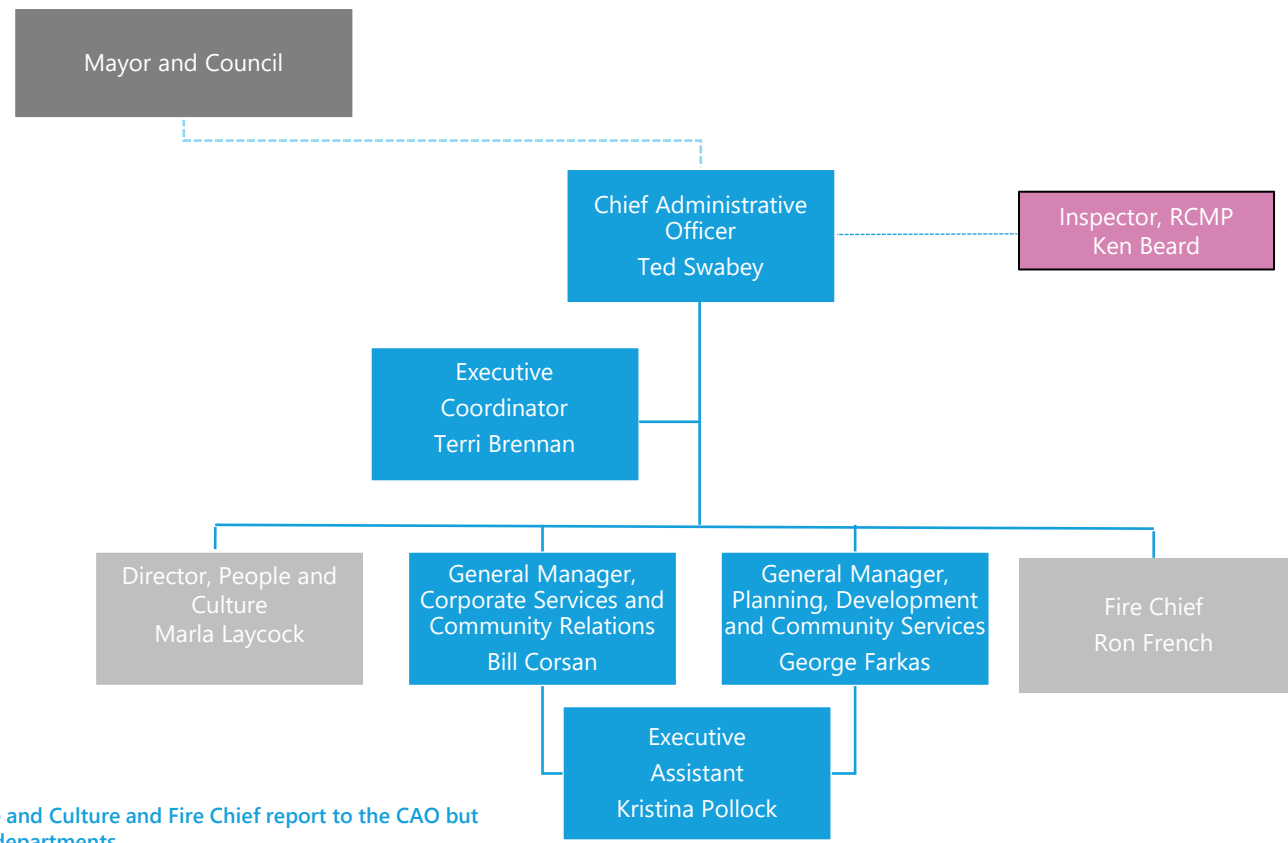 Mayor and Council
Chief Administrative
Officer
Ted Swabey
Inspector, RCMP
Ken Beard
Executive
Coordinator
Terri Brennan
Director, People and
Culture
Marla Laycock
General Manager,
Corporate Services and
Community Relations
Bill Corsan
General Manager,
Planning, Development
and Community Services
George Farkas
Fire Chief
Ron French
Executive
Assistant
Kristina Pollock
and Culture and Fire Chief report to the CAO but
departments